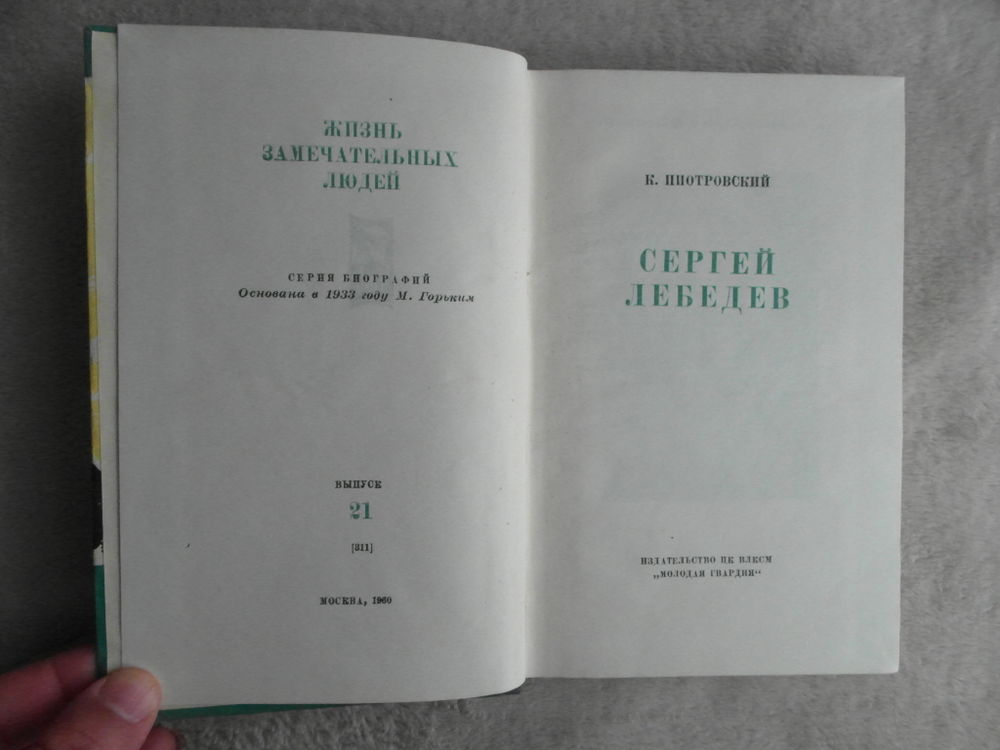 ЖИЗНЬ
ЗАМЕЧАТЕЛЬНЫХ
ЛЮДЕЙ
СЕРИЯ БИОГРАФИЙ
Основана в 1933 году М. Горьким
ВЫПУСК
21
[311]
МОСКВА, 1960
К. ПИОТРОВСКИЙ
СЕРГЕЙ
ЛЕБЕДЕВ
ИЗДАТЕЛЬСТВО ЦК ВЛКСМ
„МОЛОДАЯ ГВАРДИЯ“